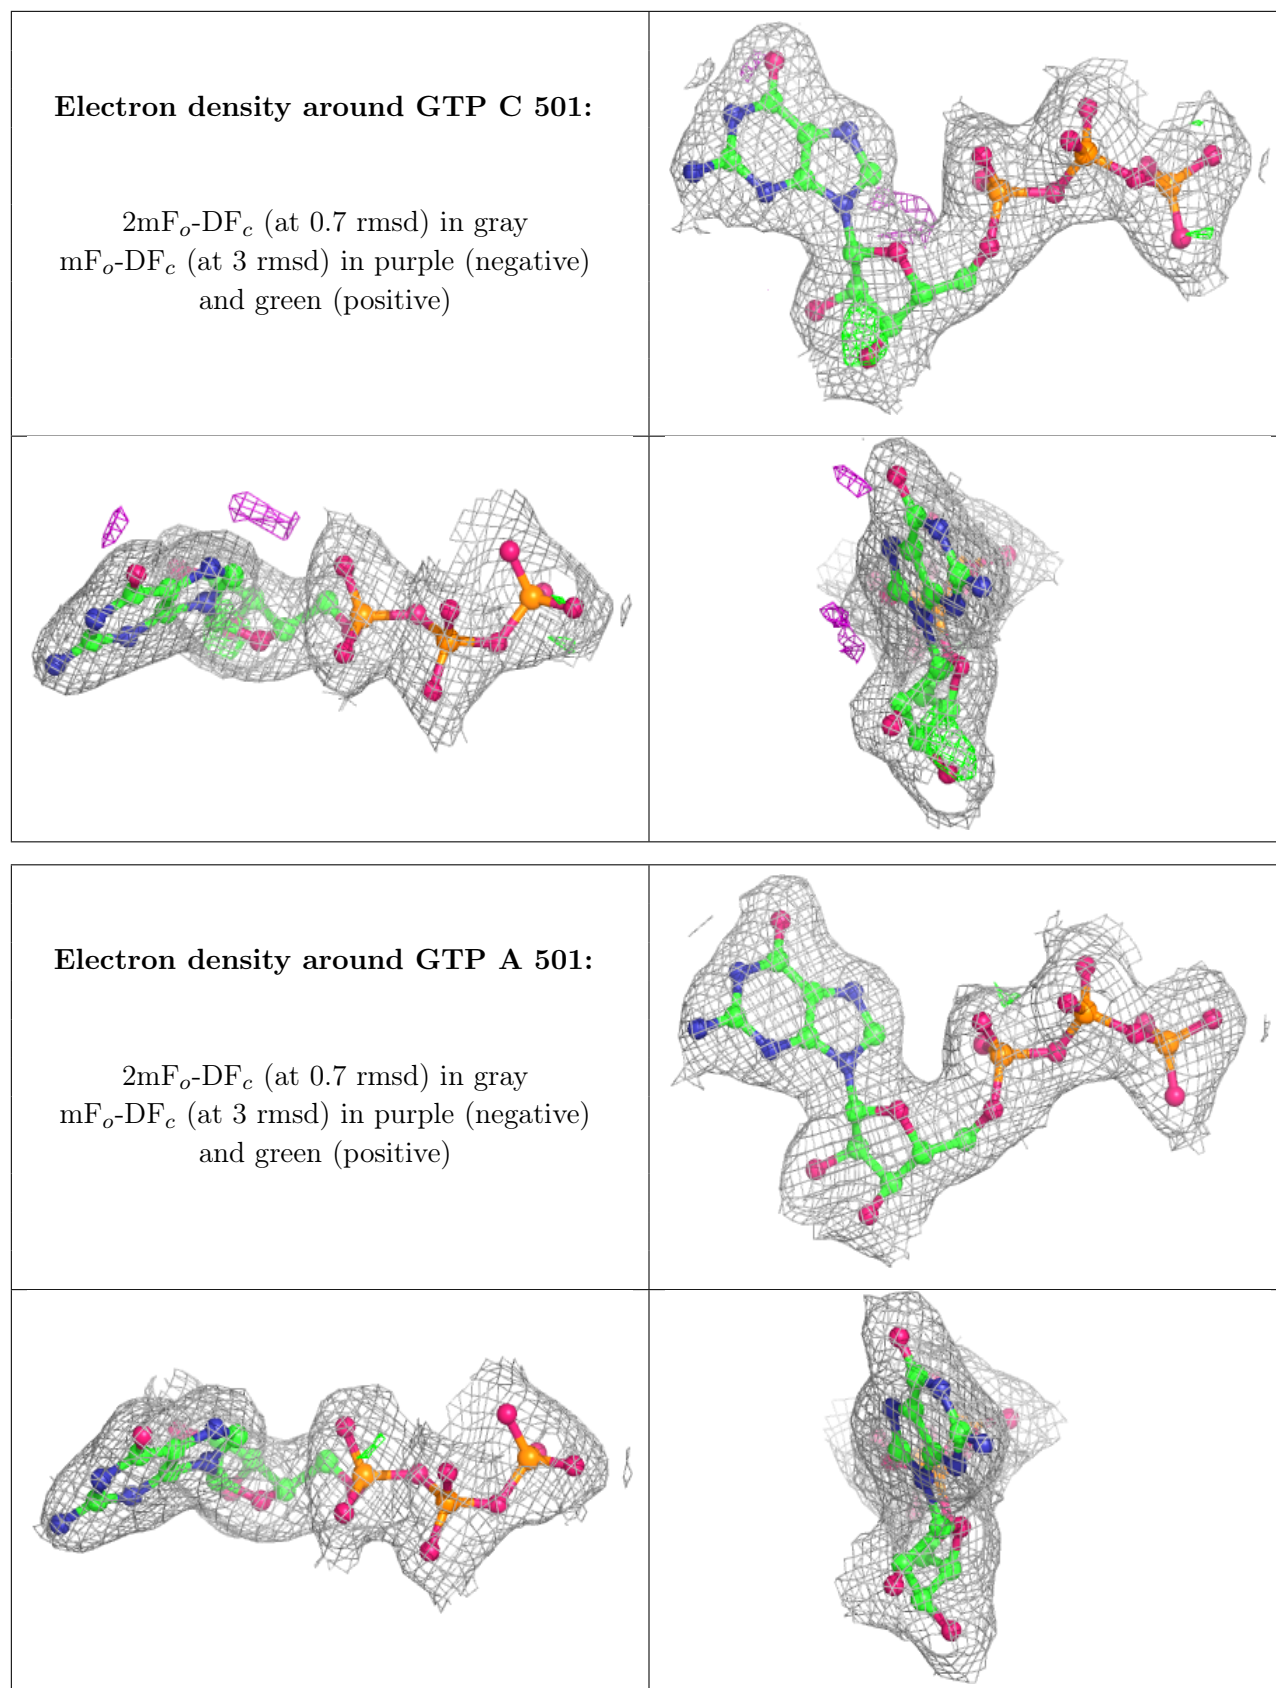 Electron density around GTP C 501:
2mFₒ-DF𝒸 (at 0.7 rmsd) in gray
mFₒ-DF𝒸 (at 3 rmsd) in purple (negative)
and green (positive)
Electron density around GTP A 501:
2mFₒ-DF𝒸 (at 0.7 rmsd) in gray
mFₒ-DF𝒸 (at 3 rmsd) in purple (negative)
and green (positive)